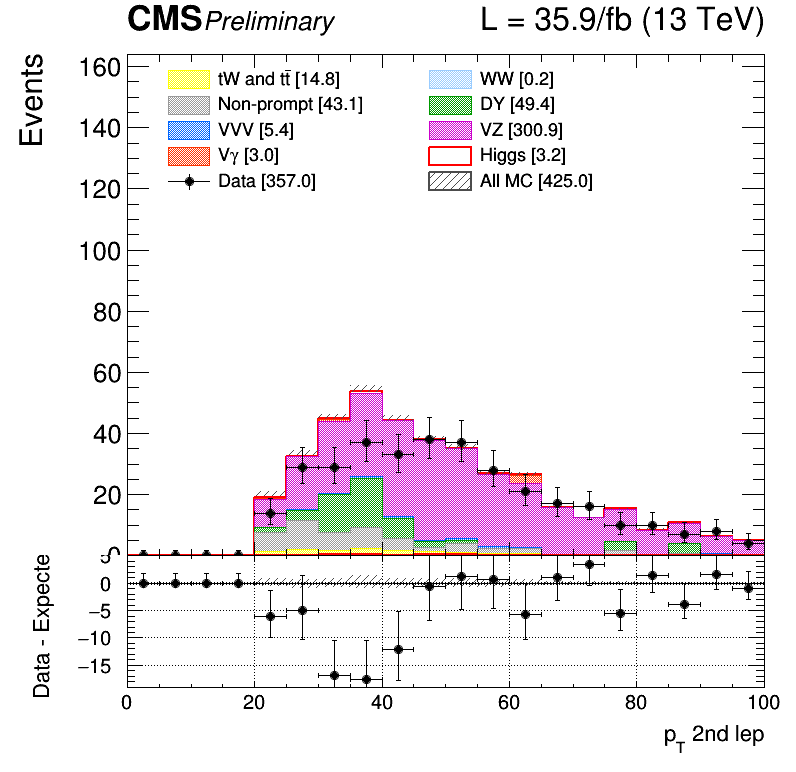 CMS Preliminary L = 35.9/fb (13 TeV)
Events
160
140
120
100
80
60
40
20
tW and tt̄ [14.8]
Non-prompt [43.1]
VVV [5.4]
Vγ [3.0]
Data [357.0]
WW [0.2]
DY [49.4]
VZ [300.9]
Higgs [3.2]
All MC [425.0]
Data - Expecte
0
−5
−10
−15
0 20 40 60 80 100
p_T 2nd lep